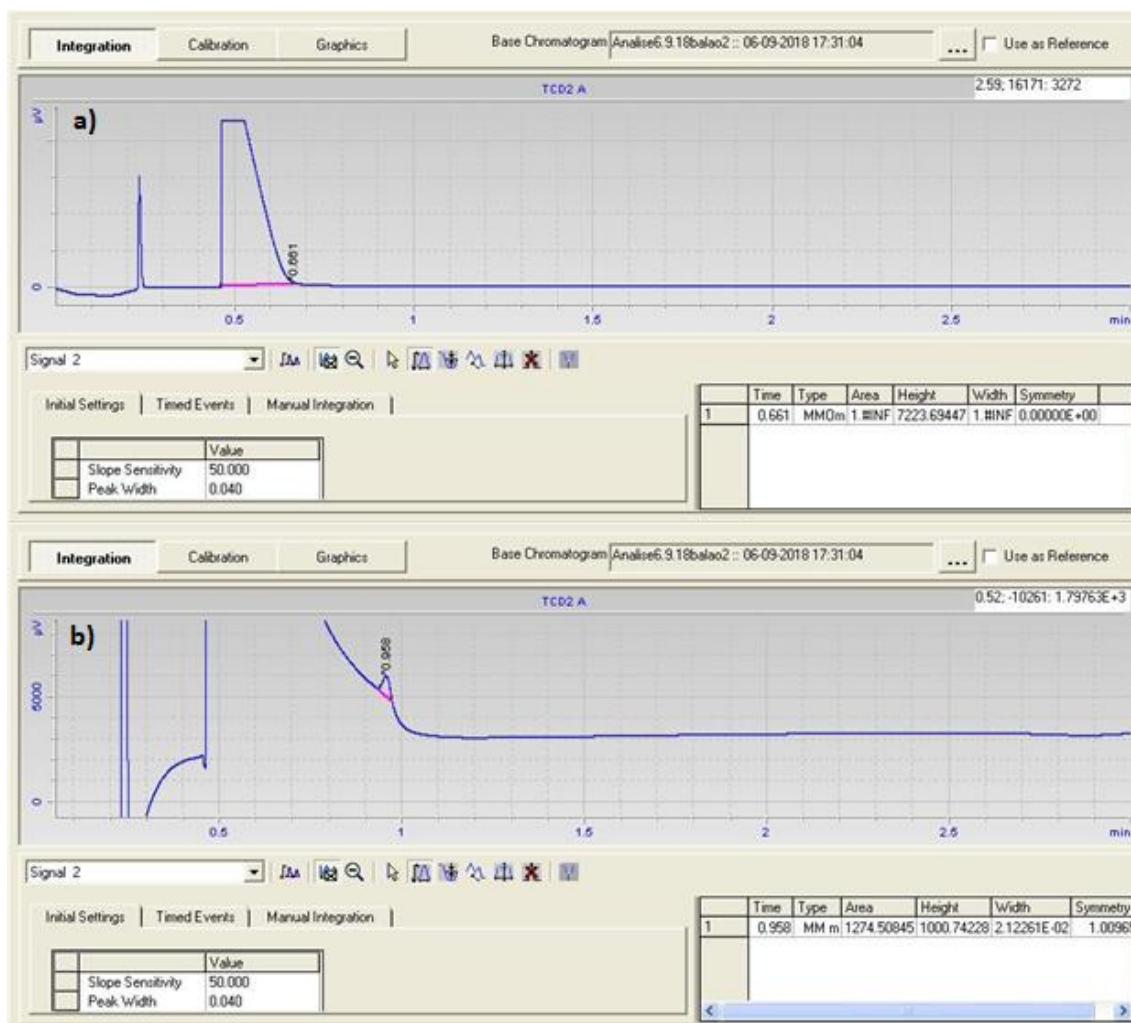 Integration Calibration Graphics Base Chromatogram Analise6.9.18balao2 :: 06-09-2018 17:31:04 ... Use as Reference
TCD2 A 2.59; 16171: 3272
µV
a)
0.661
0
0.5 1 1.5 2 2.5 min
Signal 2
Initial Settings Timed Events Manual Integration
Time Type Area Height Width Symmetry
1 0.661 MMOm 1.#INF 7223.69447 1.#INF 0.00000E+00
Value
Slope Sensitivity 50.000
Peak Width 0.040
Integration Calibration Graphics Base Chromatogram Analise6.9.18balao2 :: 06-09-2018 17:31:04 ... Use as Reference
TCD2 A 0.52; -10261: 1.79763E+3
µV
b)
0.958
5000
0
0.5 1 1.5 2 2.5 min
Signal 2
Initial Settings Timed Events Manual Integration
Time Type Area Height Width Symmetry
1 0.958 MM m 1274.50845 1000.74228 2.12261E-02 1.0096
Value
Slope Sensitivity 50.000
Peak Width 0.040